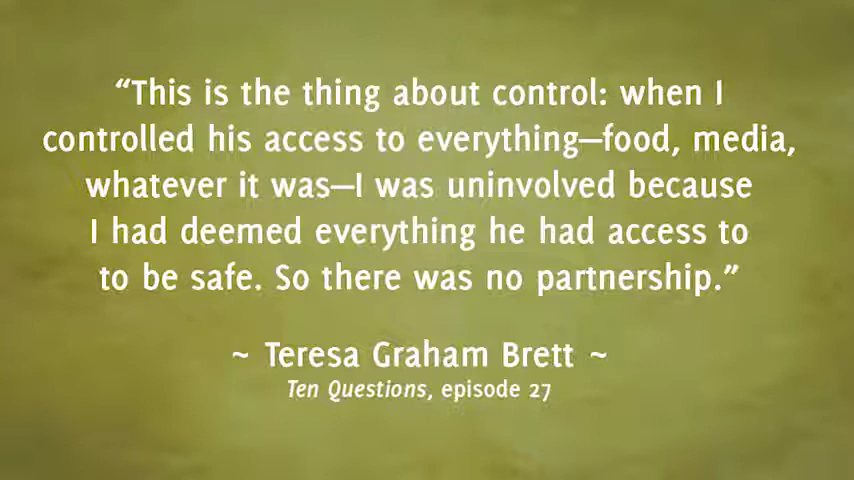 “This is the thing about control: when I
controlled his access to everything—food, media,
whatever it was—I was uninvolved because
I had deemed everything he had access to
to be safe. So there was no partnership.”
~ Teresa Graham Brett ~
Ten Questions, episode 27